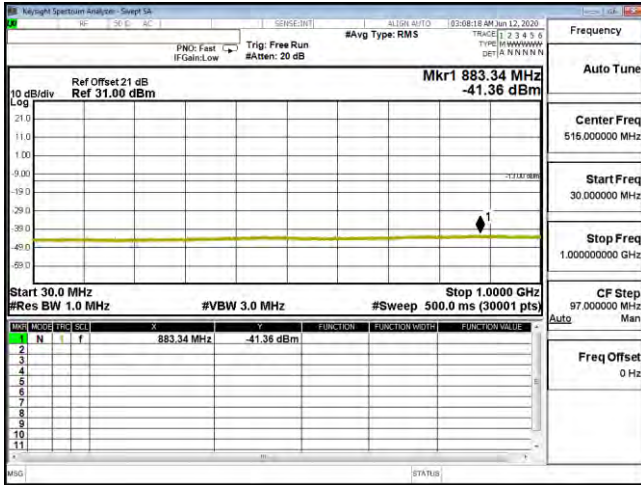 Keysight Spectrum Analyzer - Swept SA
RF 50 Ω AC SENSE:INT ALIGN AUTO 03:08:18 AM Jun 12, 2020
#Avg Type: RMS
TRACE 1 2 3 4 5 6
TYPE M WWWWW
DET A N N N N N
PNO: Fast
IFGain:Low
Trig: Free Run
#Atten: 20 dB
Mkr1 883.34 MHz
-41.36 dBm
Ref Offset 21 dB
Ref 31.00 dBm
10 dB/div
Log
21.0
11.0
1.00
-9.00
-13.00 dBm
-19.0
-29.0
-39.0
-49.0
-59.0
1
Start 30.0 MHz
Stop 1.0000 GHz
#Res BW 1.0 MHz
#VBW 3.0 MHz
#Sweep 500.0 ms (30001 pts)
MKR MODE TRC SCL X Y FUNCTION FUNCTION WIDTH FUNCTION VALUE
1 N 1 f 883.34 MHz -41.36 dBm
2
3
4
5
6
7
8
9
10
11
MSG
STATUS
Frequency
Auto Tune
Center Freq
515.000000 MHz
Start Freq
30.000000 MHz
Stop Freq
1.000000000 GHz
CF Step
97.000000 MHz
Auto Man
Freq Offset
0 Hz